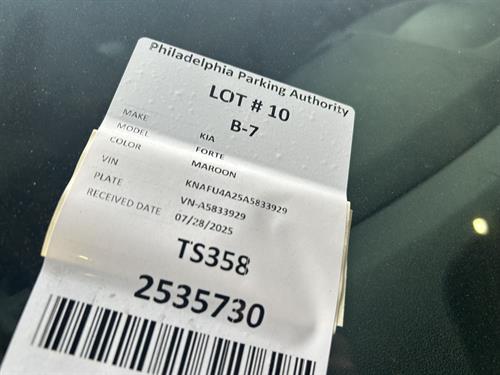 Philadelphia Parking Authority
LOT # 10
B-7
MAKE KIA
MODEL FORTE
COLOR MAROON
VIN KNAFU4A25A5833929
PLATE VN-A5833929
RECEIVED DATE 07/28/2025
TS358
2535730